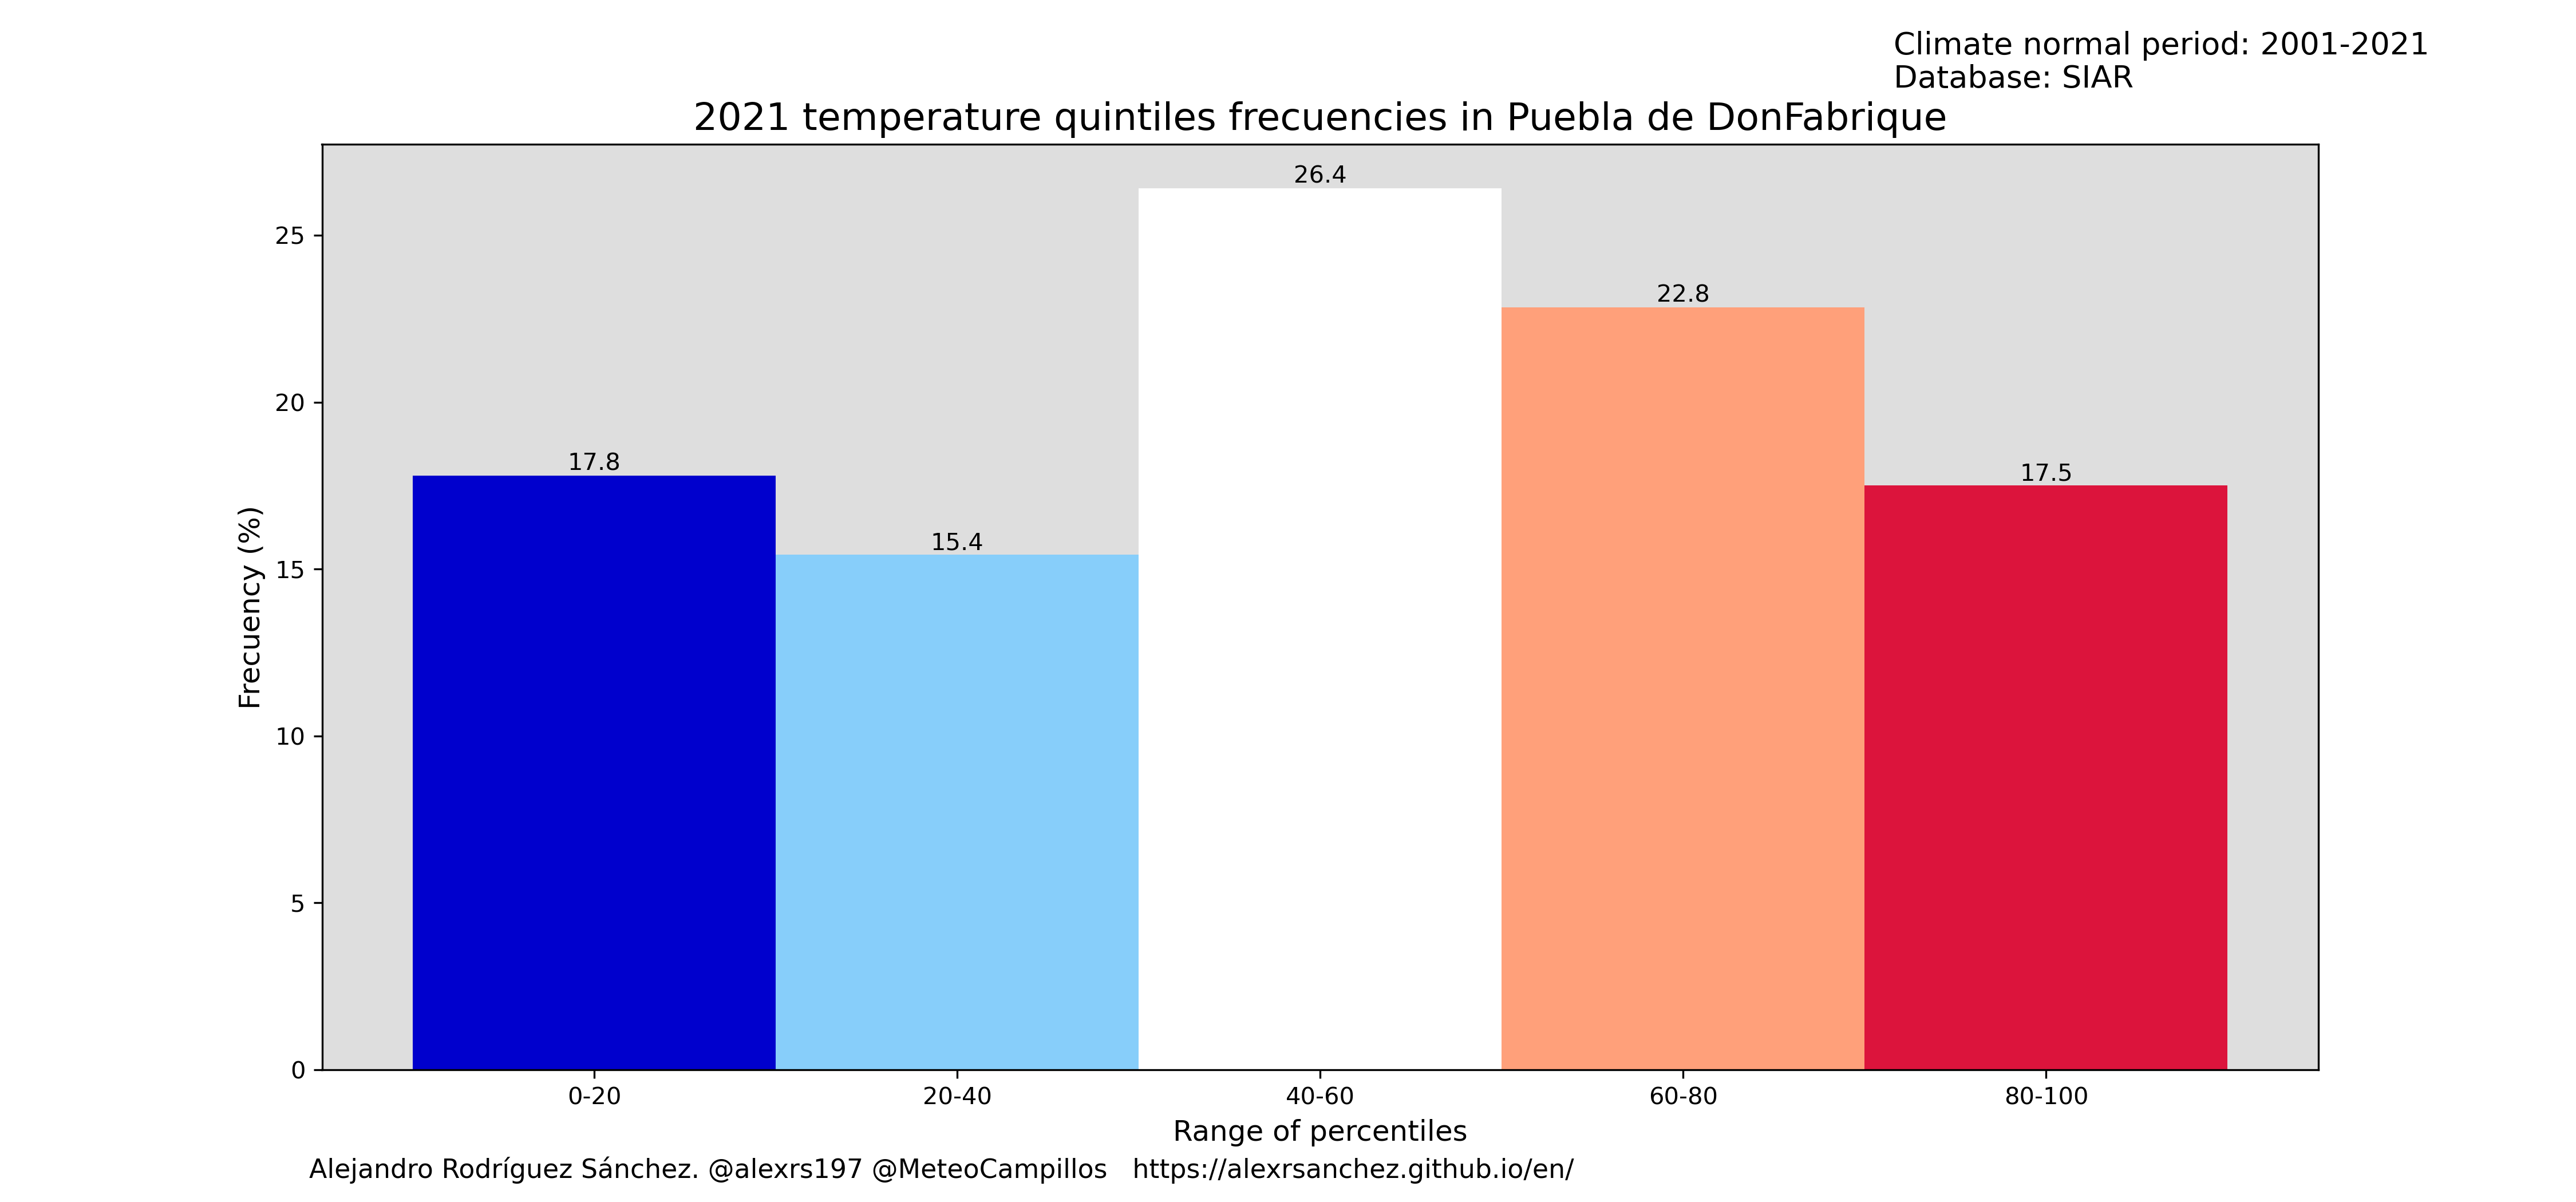 Climate normal period: 2001-2021
Database: SIAR
2021 temperature quintiles frecuencies in Puebla de DonFabrique
26.4
25
22.8
20
17.8
17.5
15.4
15
Frecuency (%)
10
5
0
0-20 20-40 40-60 60-80 80-100
Range of percentiles
Alejandro Rodríguez Sánchez. @alexrs197 @MeteoCampillos https://alexrsanchez.github.io/en/